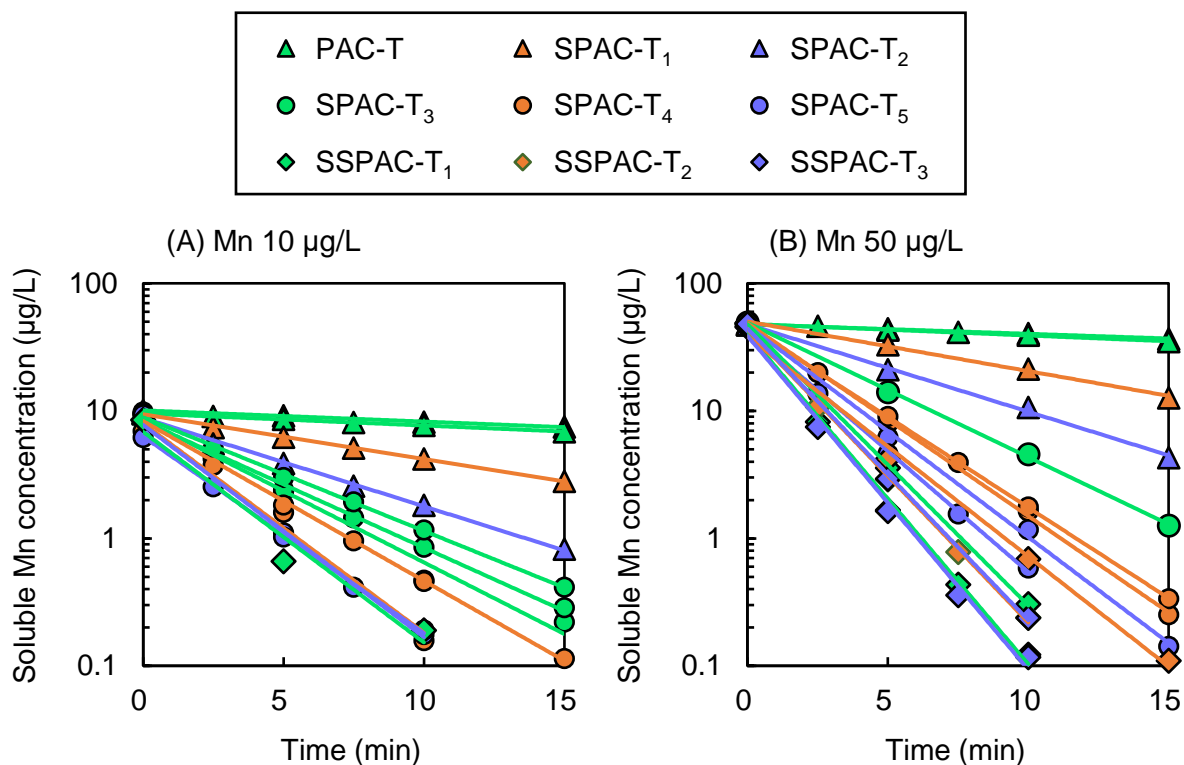 PAC-T SPAC-T₁ SPAC-T₂
SPAC-T₃ SPAC-T₄ SPAC-T₅
SSPAC-T₁ SSPAC-T₂ SSPAC-T₃
(A) Mn 10 µg/L
Soluble Mn concentration (µg/L)
100
10
1
0.1
0 5 10 15
Time (min)
(B) Mn 50 µg/L
Soluble Mn concentration (µg/L)
100
10
1
0.1
0 5 10 15
Time (min)